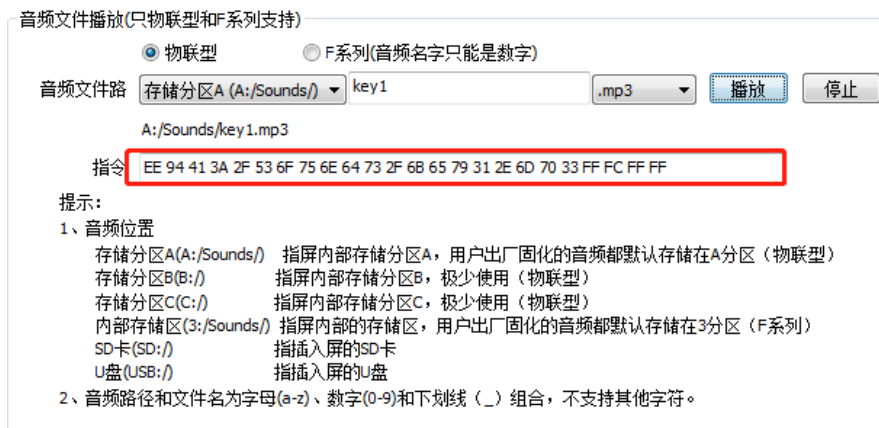 音频文件播放(只物联型和F系列支持)
物联型 F系列(音频名字只能是数字)
音频文件路 存储分区A (A:/Sounds/) key1 .mp3 播放 停止
A:/Sounds/key1.mp3
指令 EE 94 41 3A 2F 53 6F 75 6E 64 73 2F 6B 65 79 31 2E 6D 70 33 FF FC FF FF
提示:
1、音频位置
存储分区A(A:/Sounds/) 指屏内部存储分区A，用户出厂固化的音频都默认存储在A分区（物联型）
存储分区B(B:/) 指屏内部存储分区B，极少使用（物联型）
存储分区C(C:/) 指屏内部存储分区C，极少使用（物联型）
内部存储区(3:/Sounds/) 指屏内部的存储区，用户出厂固化的音频都默认存储在3分区（F系列）
SD卡(SD:/) 指插入屏的SD卡
U盘(USB:/) 指插入屏的U盘
2、音频路径和文件名为字母(a-z)、数字(0-9)和下划线（_）组合，不支持其他字符。